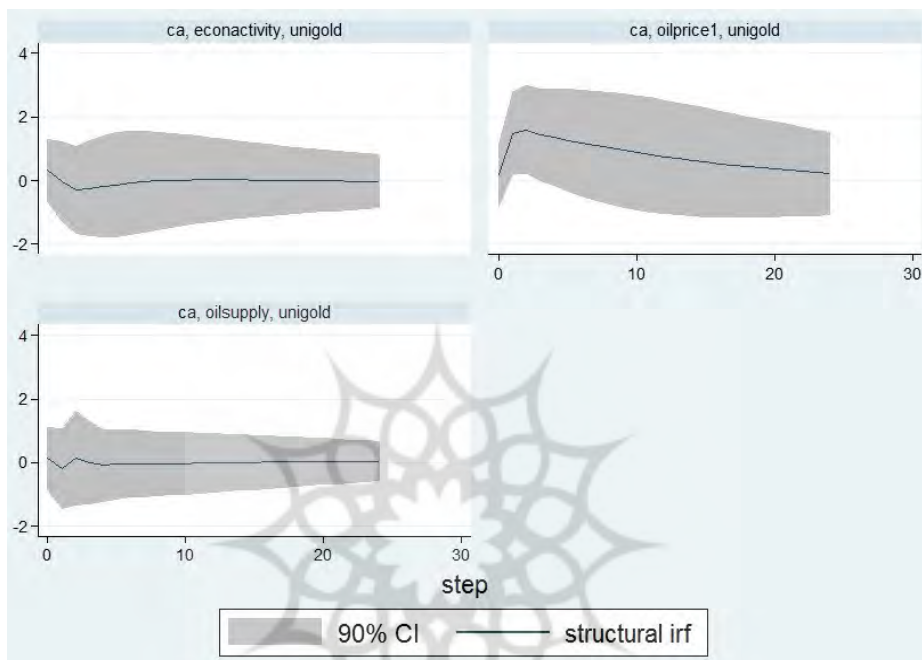 ca, econactivity, unigold
ca, oilprice1, unigold
4
2
0
-2
0
10
20
30
ca, oilsupply, unigold
4
2
0
-2
0
10
20
30
step
90% CI
structural irf